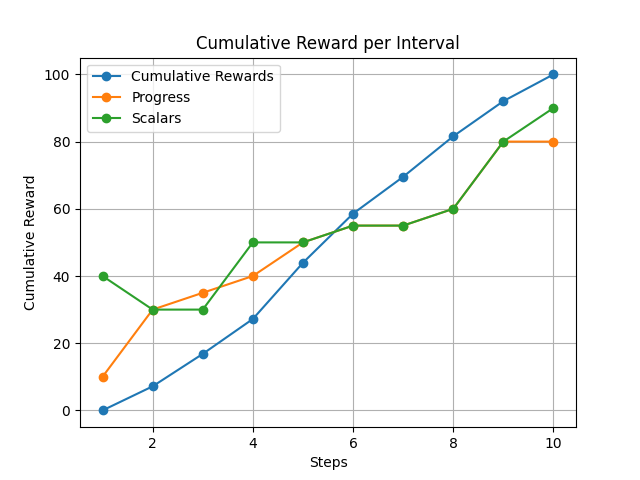 Cumulative Reward per Interval
Cumulative Rewards
Progress
Scalars
Cumulative Reward
100
80
60
40
20
0
2 4 6 8 10
Steps